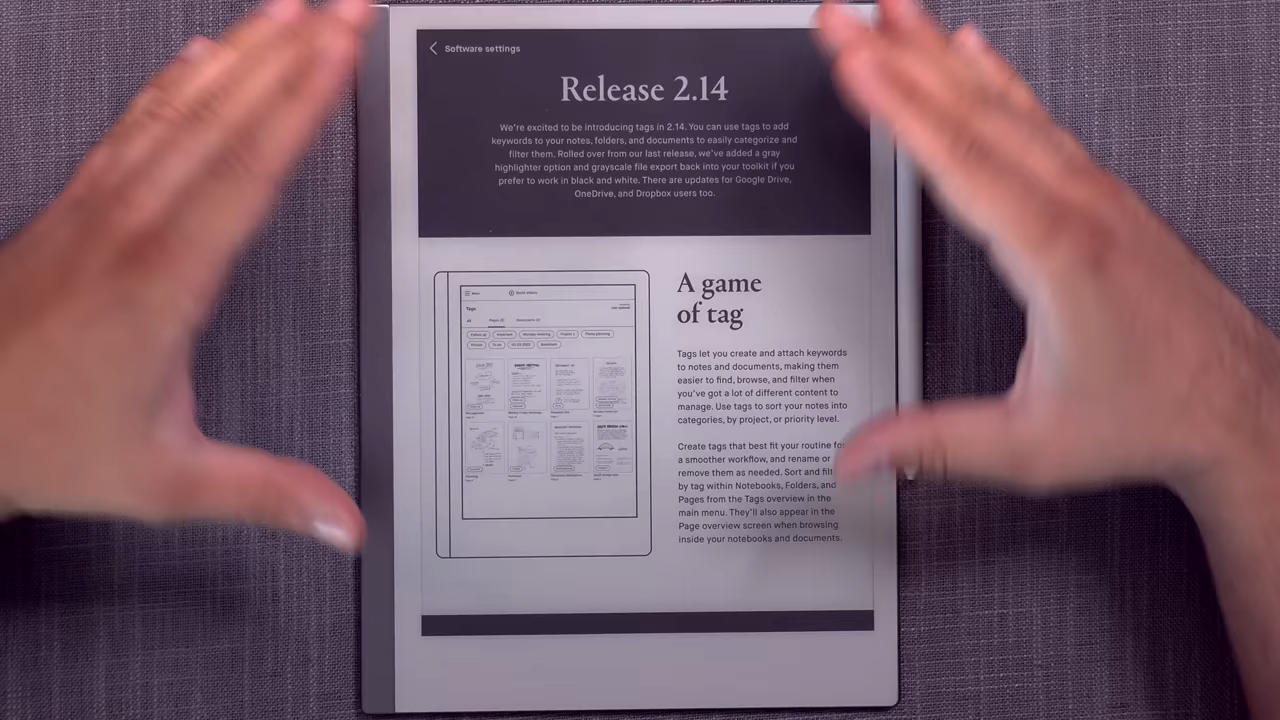 Software settings
Release 2.14
We're excited to be introducing tags in 2.14. You can use tags to add
keywords to your notes, folders, and documents to easily categorize and
filter them. Rolled over from our last release, we've added a gray
highlighter option and grayscale file export back into your toolkit if you
prefer to work in black and white. There are updates for Google Drive,
OneDrive, and Dropbox users too.
Menu
Tags
All
A game
of tag
Tags let you create and attach keywords
to notes and documents, making them
easier to find, browse, and filter when
you've got a lot of different content to
manage. Use tags to sort your notes into
categories, by project, or priority level.
Create tags that best fit your routine for
a smoother workflow, and rename or
remove them as needed. Sort and filt
by tag within Notebooks, Folders, and
Pages from the Tags overview in the
main menu. They'll also appear in the
Page overview screen when browsing
inside your notebooks and documents.